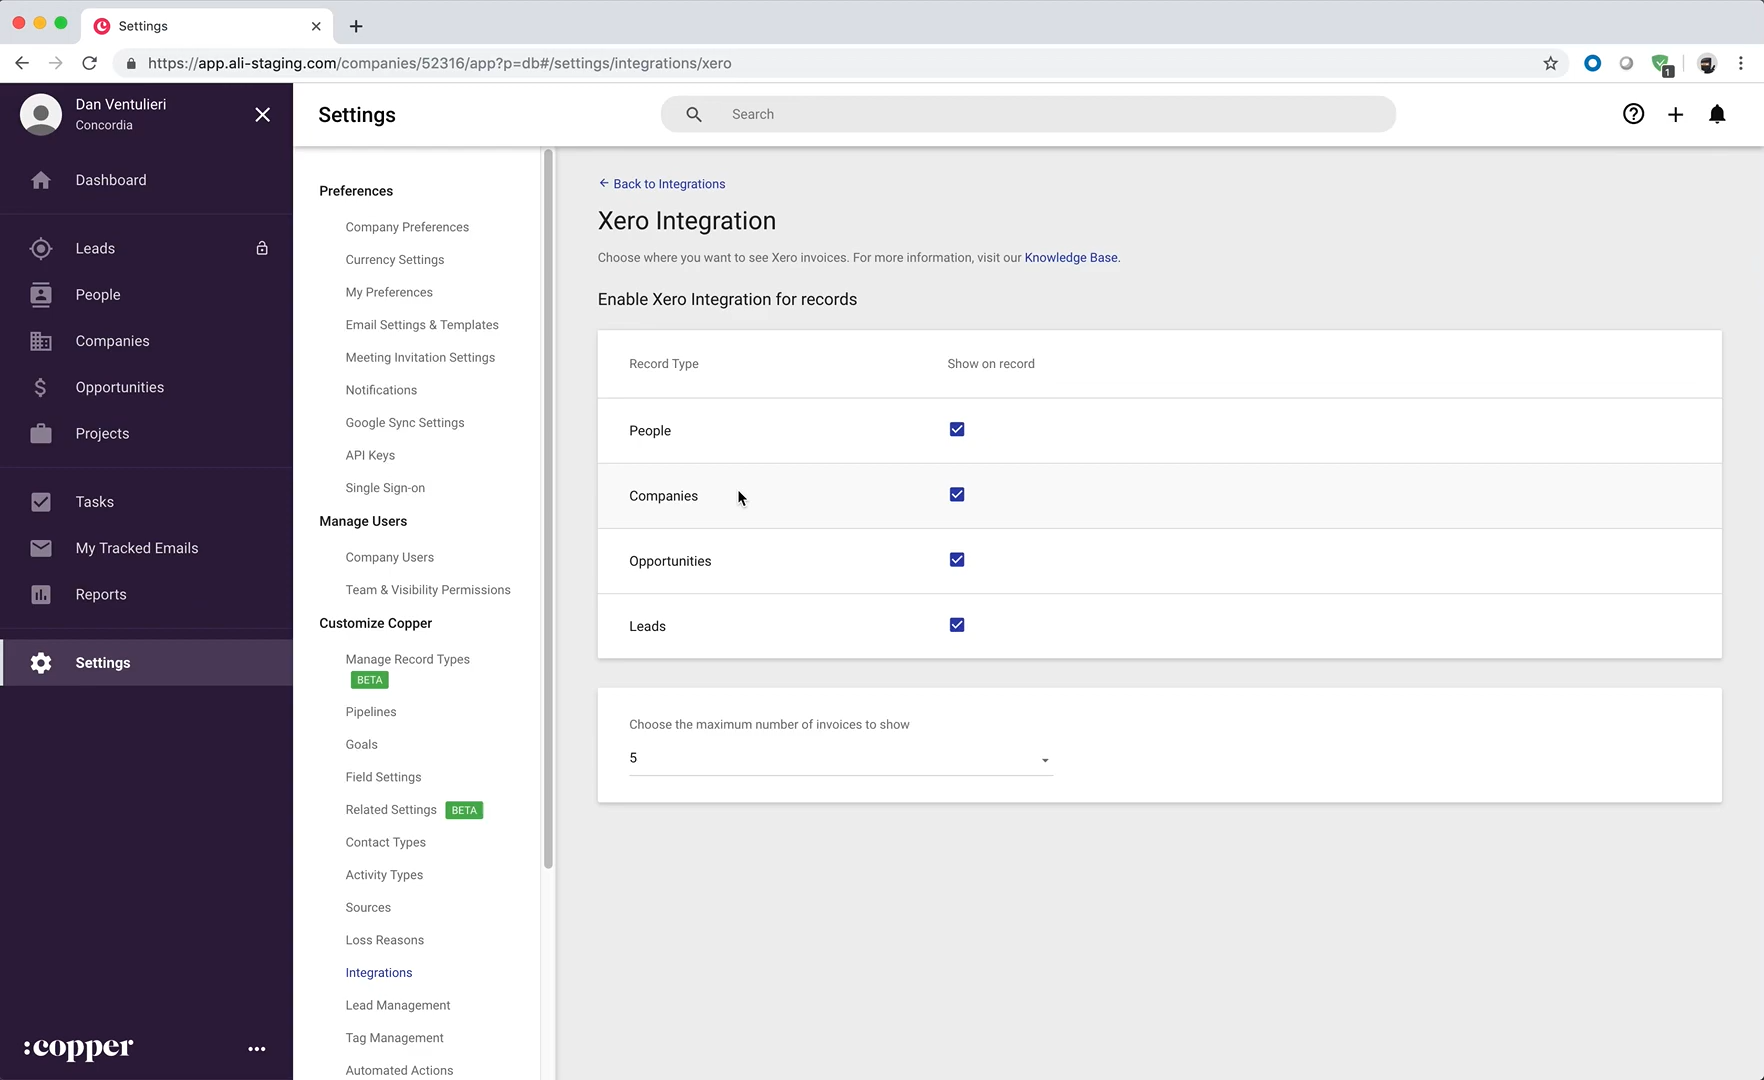 Settings
https://app.ali-staging.com/companies/52316/app?p=db#/settings/integrations/xero
1
Dan Ventulieri
Concordia
Dashboard
Leads
People
Companies
Opportunities
Projects
Tasks
My Tracked Emails
Reports
Settings
:copper
Settings
Search
Preferences
Company Preferences
Currency Settings
My Preferences
Email Settings & Templates
Meeting Invitation Settings
Notifications
Google Sync Settings
API Keys
Single Sign-on
Manage Users
Company Users
Team & Visibility Permissions
Customize Copper
Manage Record Types
BETA
Pipelines
Goals
Field Settings
Related Settings BETA
Contact Types
Activity Types
Sources
Loss Reasons
Integrations
Lead Management
Tag Management
Automated Actions
Back to Integrations
Xero Integration
Choose where you want to see Xero invoices. For more information, visit our Knowledge Base.
Enable Xero Integration for records
Record Type Show on record
People
Companies
Opportunities
Leads
Choose the maximum number of invoices to show
5